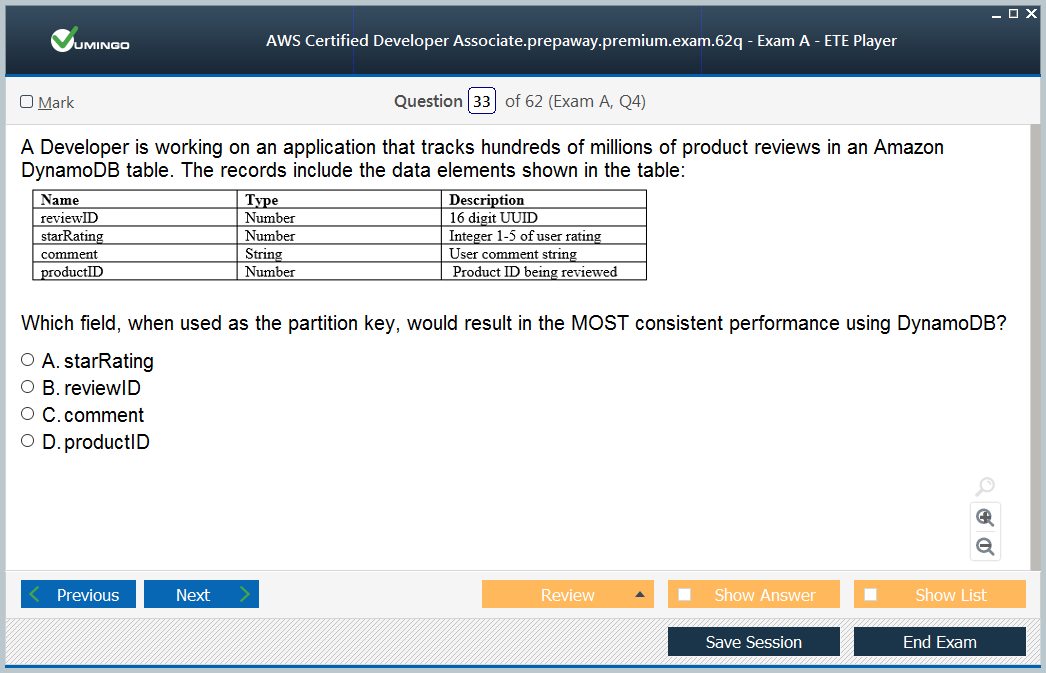 VUMINGO
AWS Certified Developer Associate.prepaway.premium.exam.62q - Exam A - ETE Player
Mark
Question 33 of 62 (Exam A, Q4)
A Developer is working on an application that tracks hundreds of millions of product reviews in an Amazon
DynamoDB table. The records include the data elements shown in the table:
Name Type Description
reviewID Number 16 digit UUID
starRating Number Integer 1-5 of user rating
comment String User comment string
productID Number Product ID being reviewed
Which field, when used as the partition key, would result in the MOST consistent performance using DynamoDB?
A. starRating
B. reviewID
C. comment
D. productID
Previous Next Review Show Answer Show List
Save Session End Exam